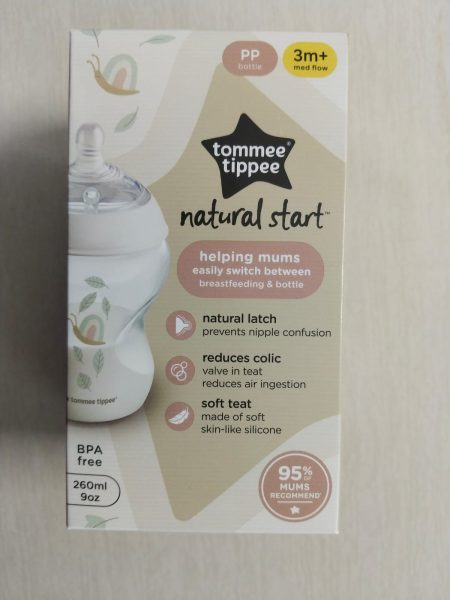 PP
bottle
3m+
med flow
tommee®
tippee
natural start™
helping mums
easily switch between
breastfeeding & bottle
natural latch
prevents nipple confusion
reduces colic
valve in teat
reduces air ingestion
soft teat
made of soft
skin-like silicone
tommee tippee®
BPA
free
260ml
9oz
95%
OF
MUMS
RECOMMEND